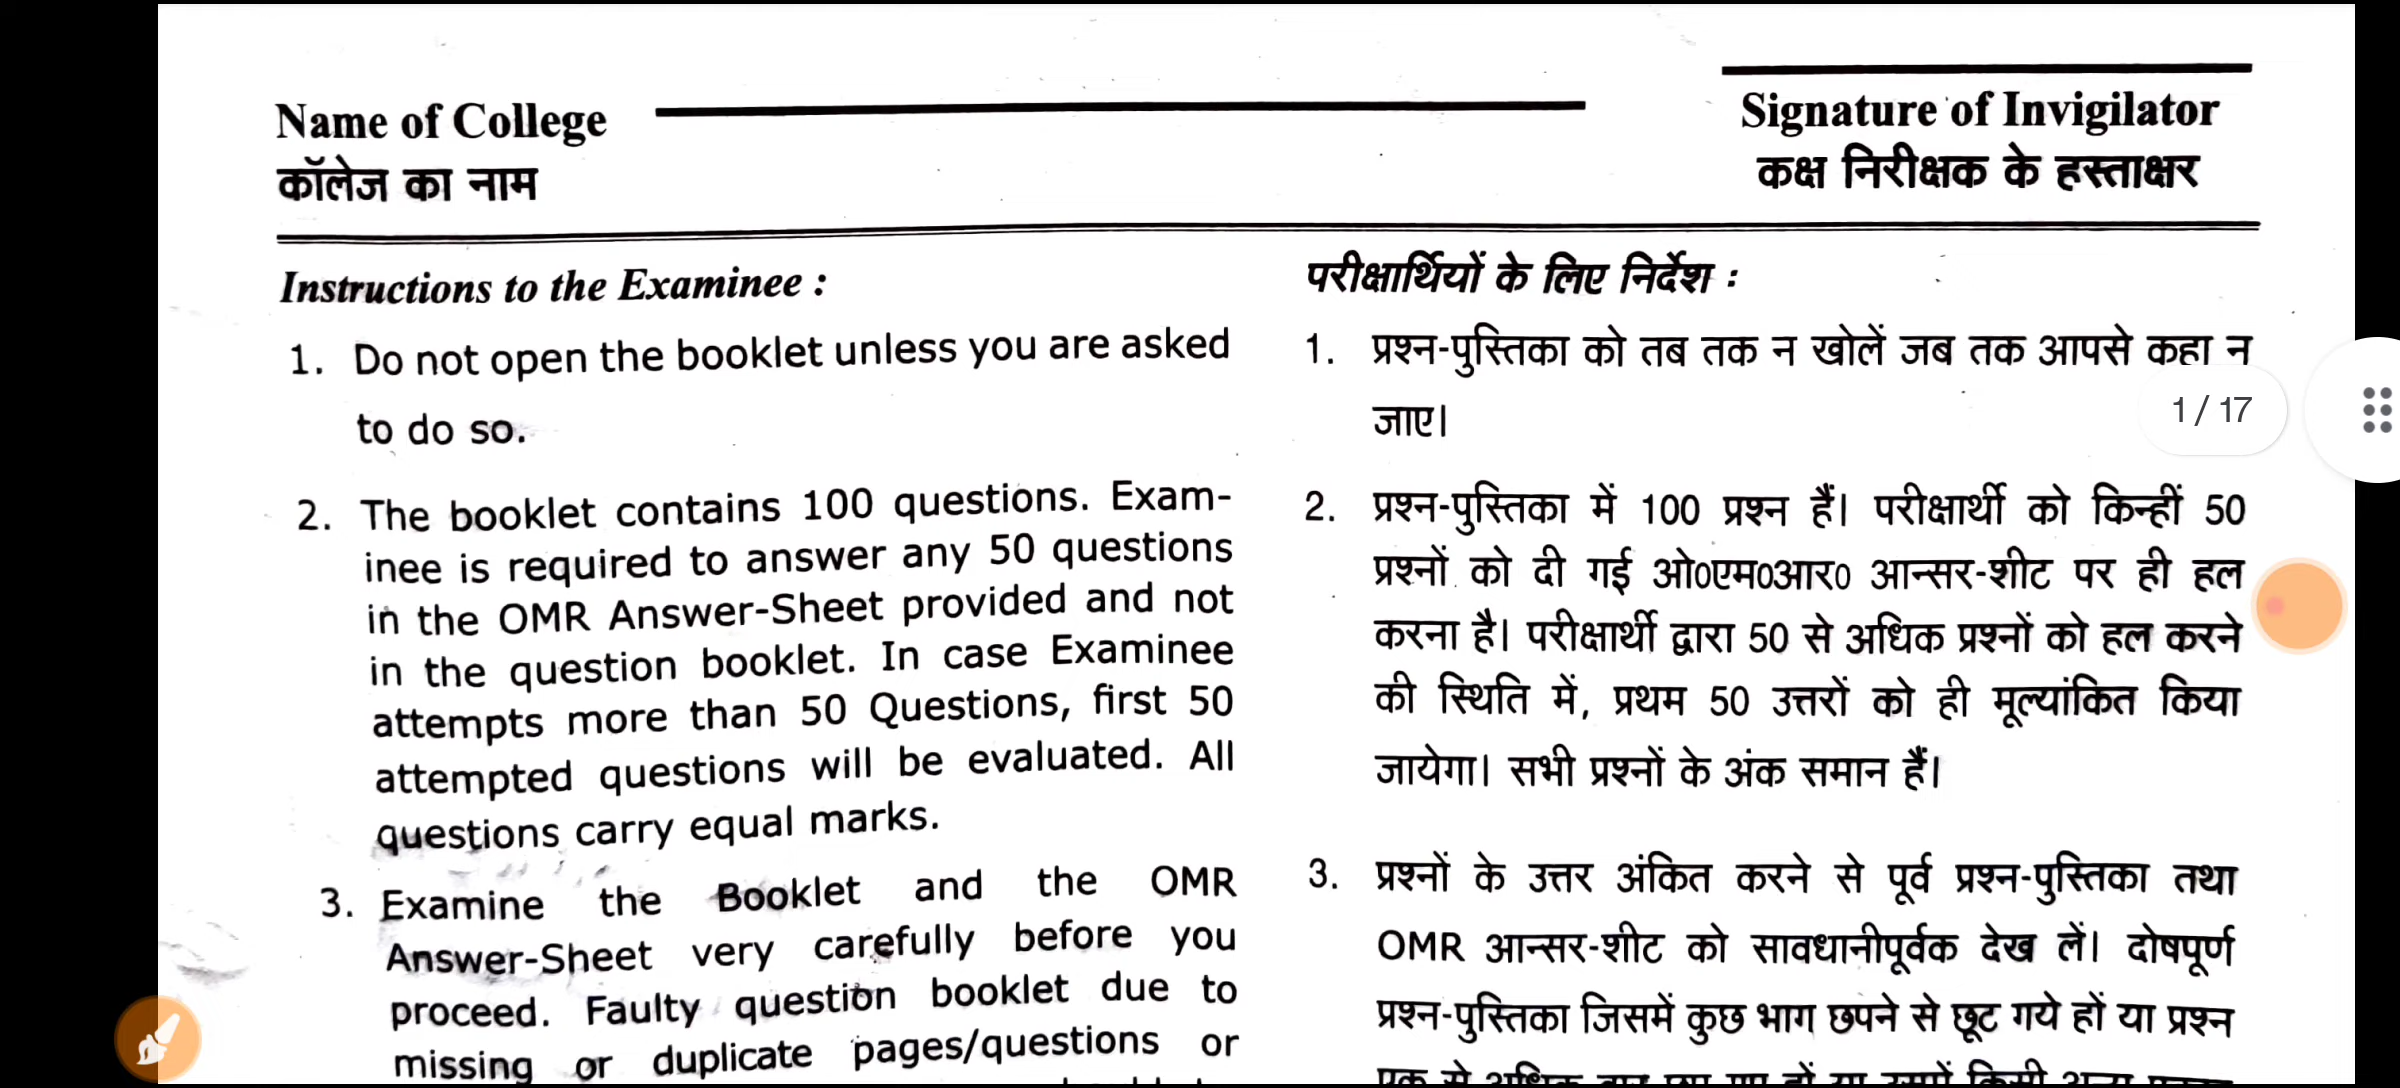 Name of College
कॉलेज का नाम
Signature of Invigilator
कक्ष निरीक्षक के हस्ताक्षर
Instructions to the Examinee :
1. Do not open the booklet unless you are asked
to do so.
2. The booklet contains 100 questions. Exam-
inee is required to answer any 50 questions
in the OMR Answer-Sheet provided and not
in the question booklet. In case Examinee
attempts more than 50 Questions, first 50
attempted questions will be evaluated. All
questions carry equal marks.
3. Examine the Booklet and the OMR
Answer-Sheet very carefully before you
proceed. Faulty question booklet due to
missing or duplicate pages/questions or
परीक्षार्थियों के लिए निर्देश :
1. प्रश्न-पुस्तिका को तब तक न खोलें जब तक आपसे कहा न
जाए।
2. प्रश्न-पुस्तिका में 100 प्रश्न हैं। परीक्षार्थी को किन्हीं 50
प्रश्नों को दी गई ओ0एम0आर0 आन्सर-शीट पर ही हल
करना है। परीक्षार्थी द्वारा 50 से अधिक प्रश्नों को हल करने
की स्थिति में, प्रथम 50 उत्तरों को ही मूल्यांकित किया
जायेगा। सभी प्रश्नों के अंक समान हैं।
3. प्रश्नों के उत्तर अंकित करने से पूर्व प्रश्न-पुस्तिका तथा
OMR आन्सर-शीट को सावधानीपूर्वक देख लें। दोषपूर्ण
प्रश्न-पुस्तिका जिसमें कुछ भाग छपने से छूट गये हों या प्रश्न
1 / 17